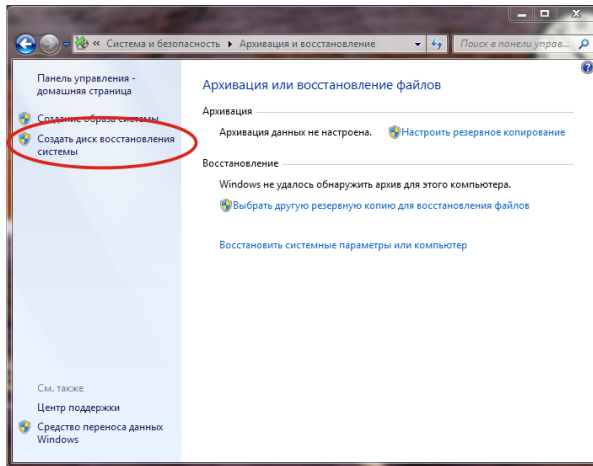 « Система и безопасность ▸ Архивация и восстановление
Поиск в панели управ...
Панель управления -
домашняя страница
Создание образа системы
Создать диск восстановления
системы
Архивация или восстановление файлов
Архивация
Архивация данных не настроена.
Настроить резервное копирование
Восстановление
Windows не удалось обнаружить архив для этого компьютера.
Выбрать другую резервную копию для восстановления файлов
Восстановить системные параметры или компьютер
См. также
Центр поддержки
Средство переноса данных
Windows